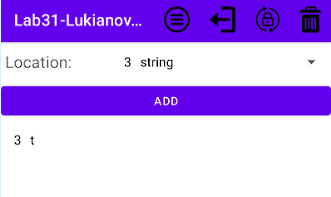 Lab31-Lukianov...
Location: 3 string
ADD
3 t